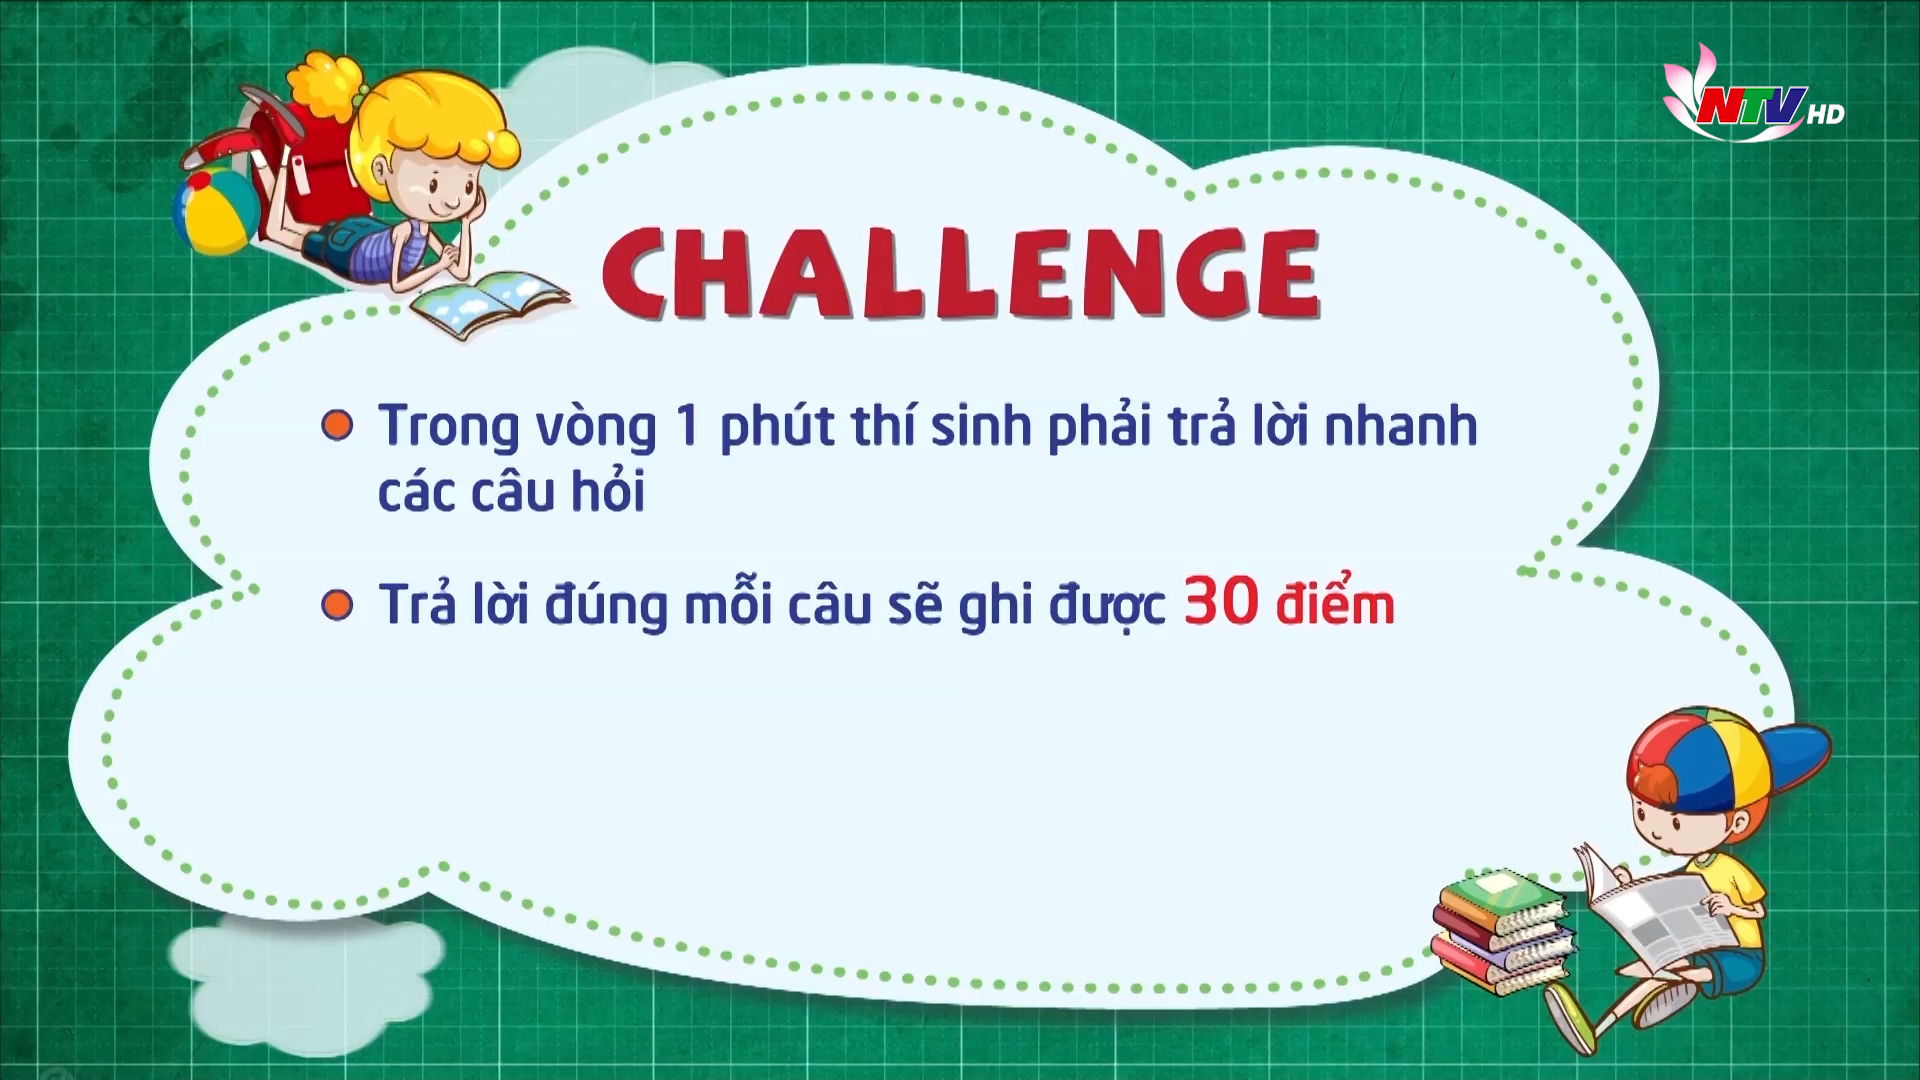 NTV HD
CHALLENGE
Trong vòng 1 phút thí sinh phải trả lời nhanh
các câu hỏi
Trả lời đúng mỗi câu sẽ ghi được 30 điểm